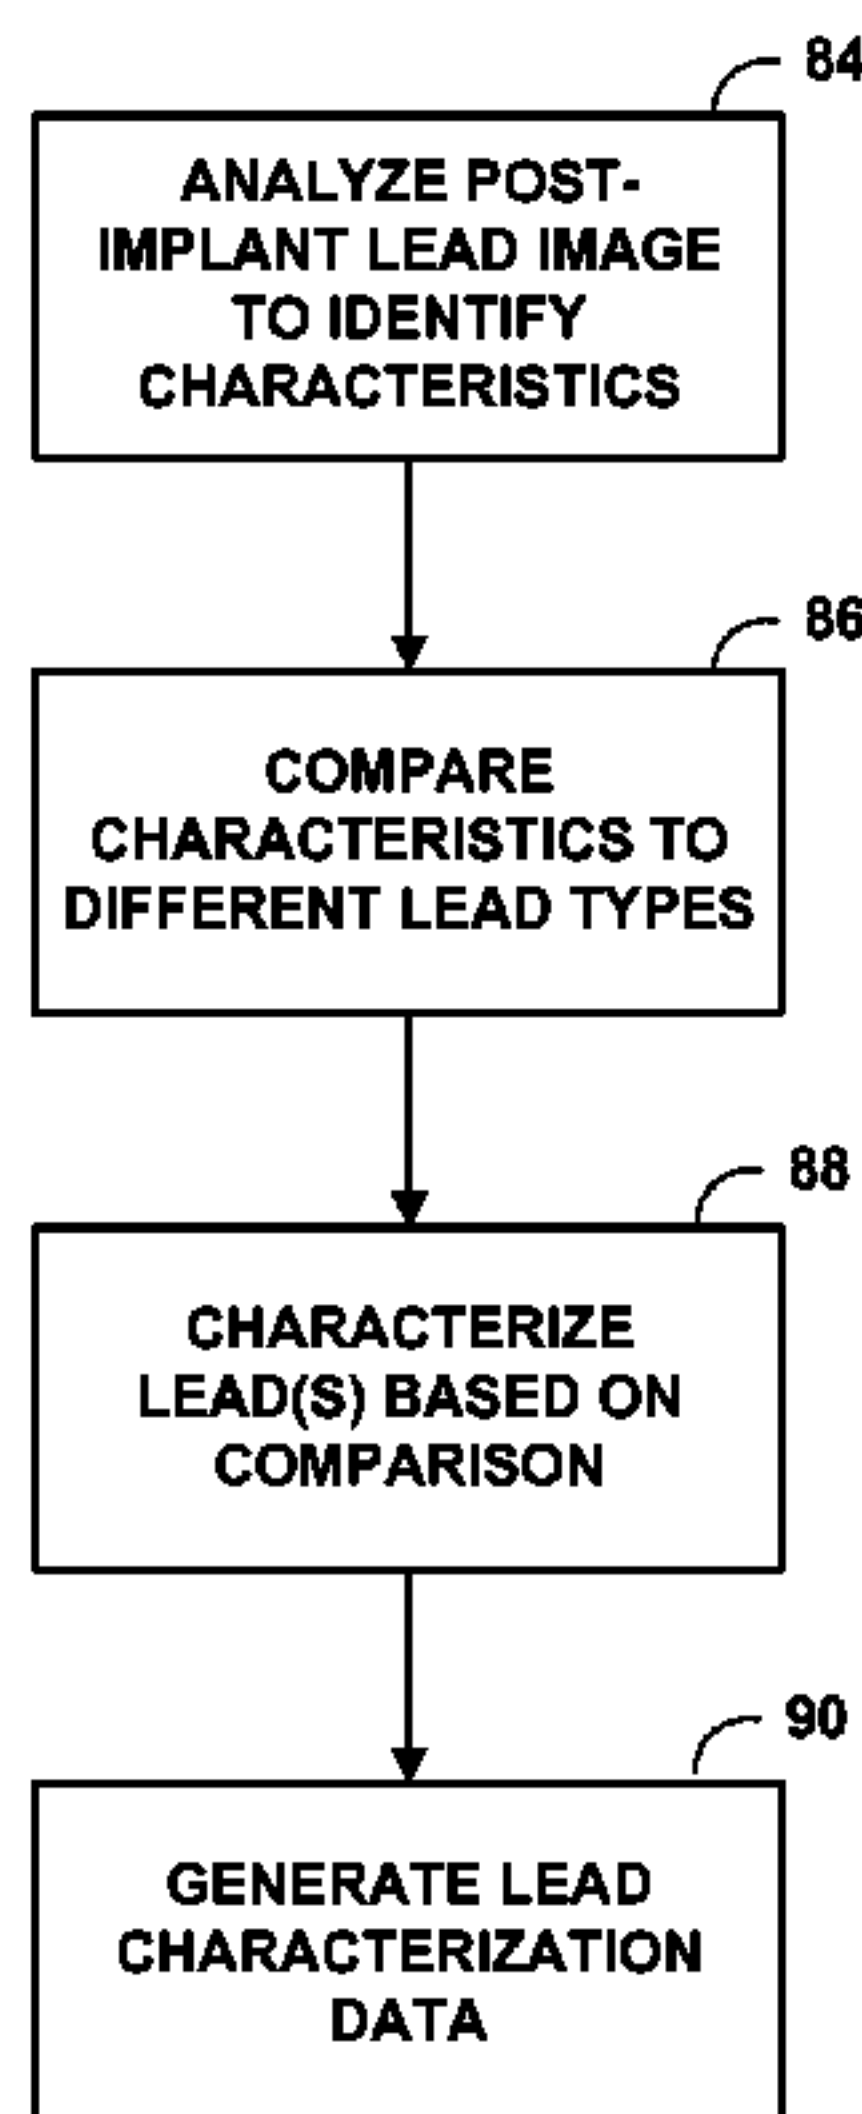 84
ANALYZE POST-
IMPLANT LEAD IMAGE
TO IDENTIFY
CHARACTERISTICS
86
COMPARE
CHARACTERISTICS TO
DIFFERENT LEAD TYPES
88
CHARACTERIZE
LEAD(S) BASED ON
COMPARISON
90
GENERATE LEAD
CHARACTERIZATION
DATA